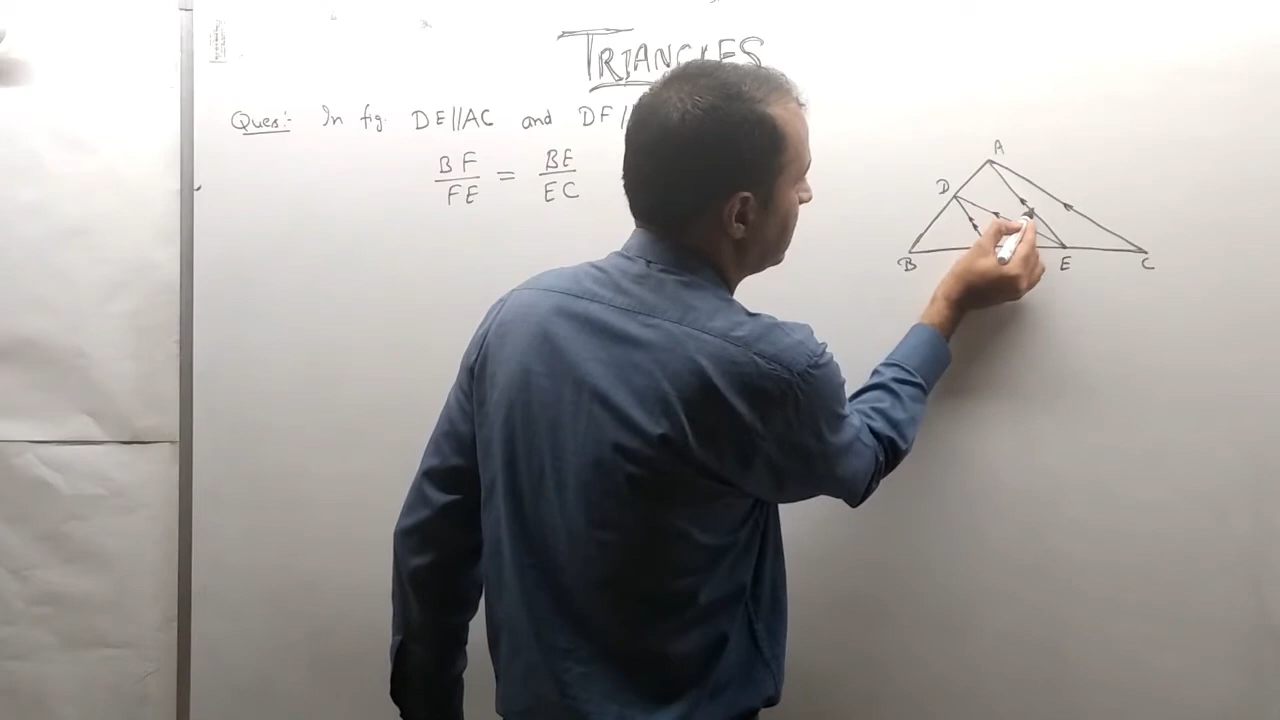 TRIANGLES
Ques:- In fig. DE//AC and DF//
BF/FE = BE/EC
A
D
B
E
C